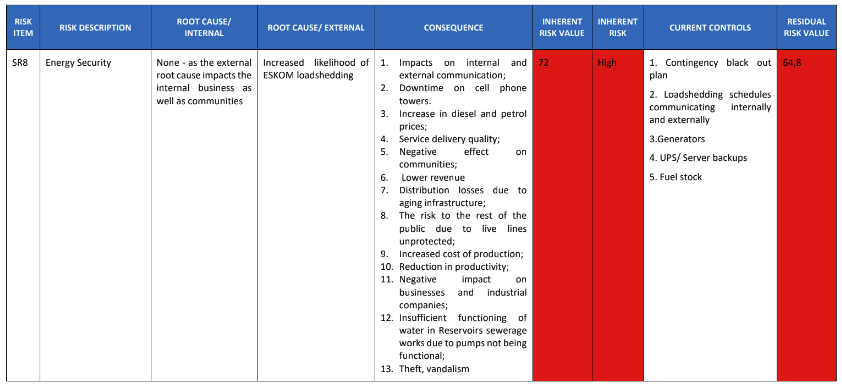 RISK ITEM
RISK DESCRIPTION
ROOT CAUSE/ INTERNAL
ROOT CAUSE/ EXTERNAL
CONSEQUENCE
INHERENT RISK VALUE
INHERENT RISK
CURRENT CONTROLS
RESIDUAL RISK VALUE
SR8
Energy Security
None - as the external
root cause impacts the
internal business as
well as communities
Increased likelihood of
ESKOM loadshedding
1. Impacts on internal and
external communication;
2. Downtime on cell phone
towers.
3. Increase in diesel and petrol
prices;
4. Service delivery quality;
5. Negative effect on
communities;
6. Lower revenue
7. Distribution losses due to
aging infrastructure;
8. The risk to the rest of the
public due to live lines
unprotected;
9. Increased cost of production;
10. Reduction in productivity;
11. Negative impact on
businesses and industrial
companies;
12. Insufficient functioning of
water in Reservoirs sewerage
works due to pumps not being
functional;
13. Theft, vandalism
72
High
1. Contingency black out
plan
2. Loadshedding schedules
communicating internally
and externally
3.Generators
4. UPS/ Server backups
5. Fuel stock
64,8